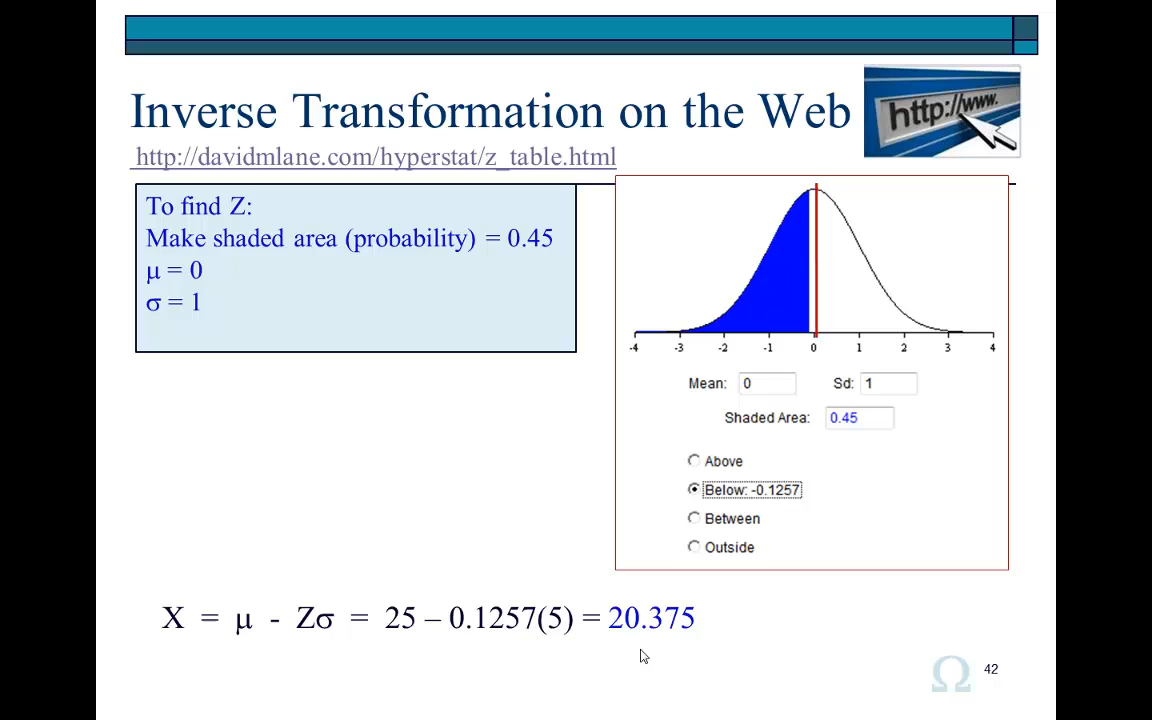 Inverse Transformation on the Web
http://www.
http://davidmlane.com/hyperstat/z_table.html
To find Z:
Make shaded area (probability) = 0.45
μ = 0
σ = 1
-4 -3 -2 -1 0 1 2 3 4
Mean: 0 Sd: 1
Shaded Area: 0.45
Above
Below: -0.1257
Between
Outside
X = μ - Zσ = 25 – 0.1257(5) = 20.375
Ω 42